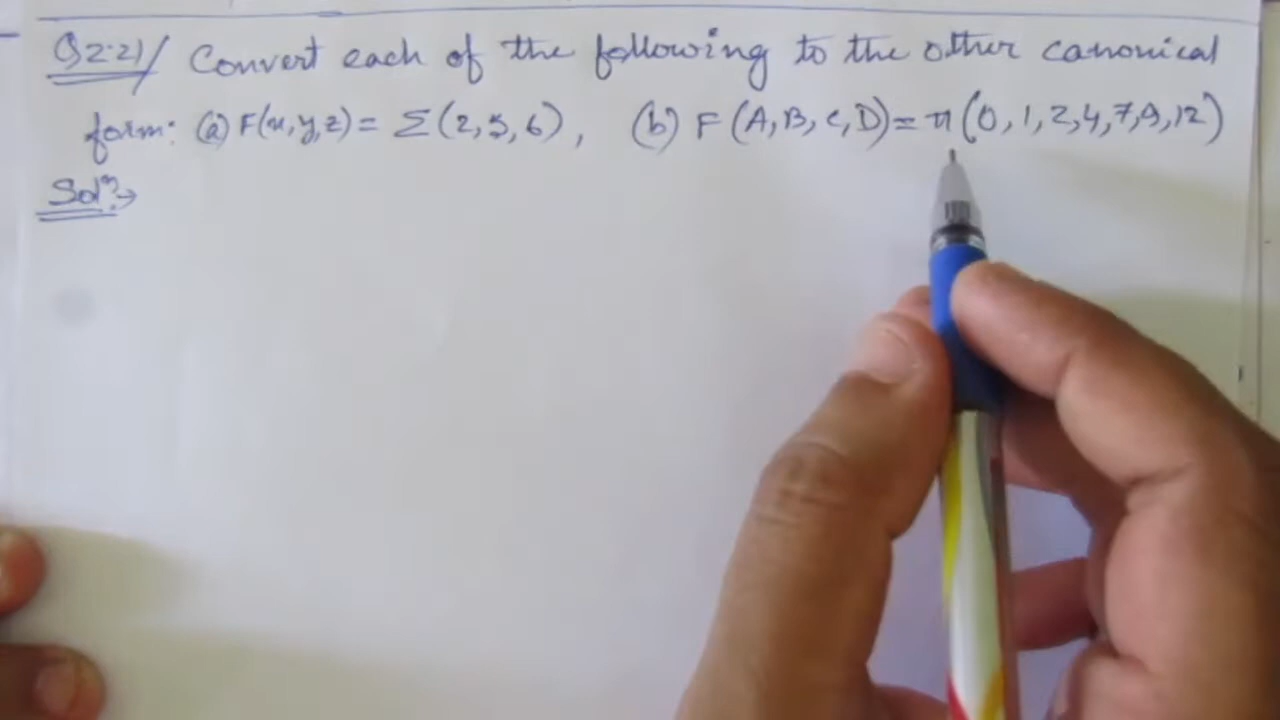 Q2.21/ Convert each of the following to the other canonical
form: (a) F(x,y,z) = Σ(2,5,6), (b) F(A,B,C,D) = π(0,1,2,4,7,9,12)
Solⁿ:→